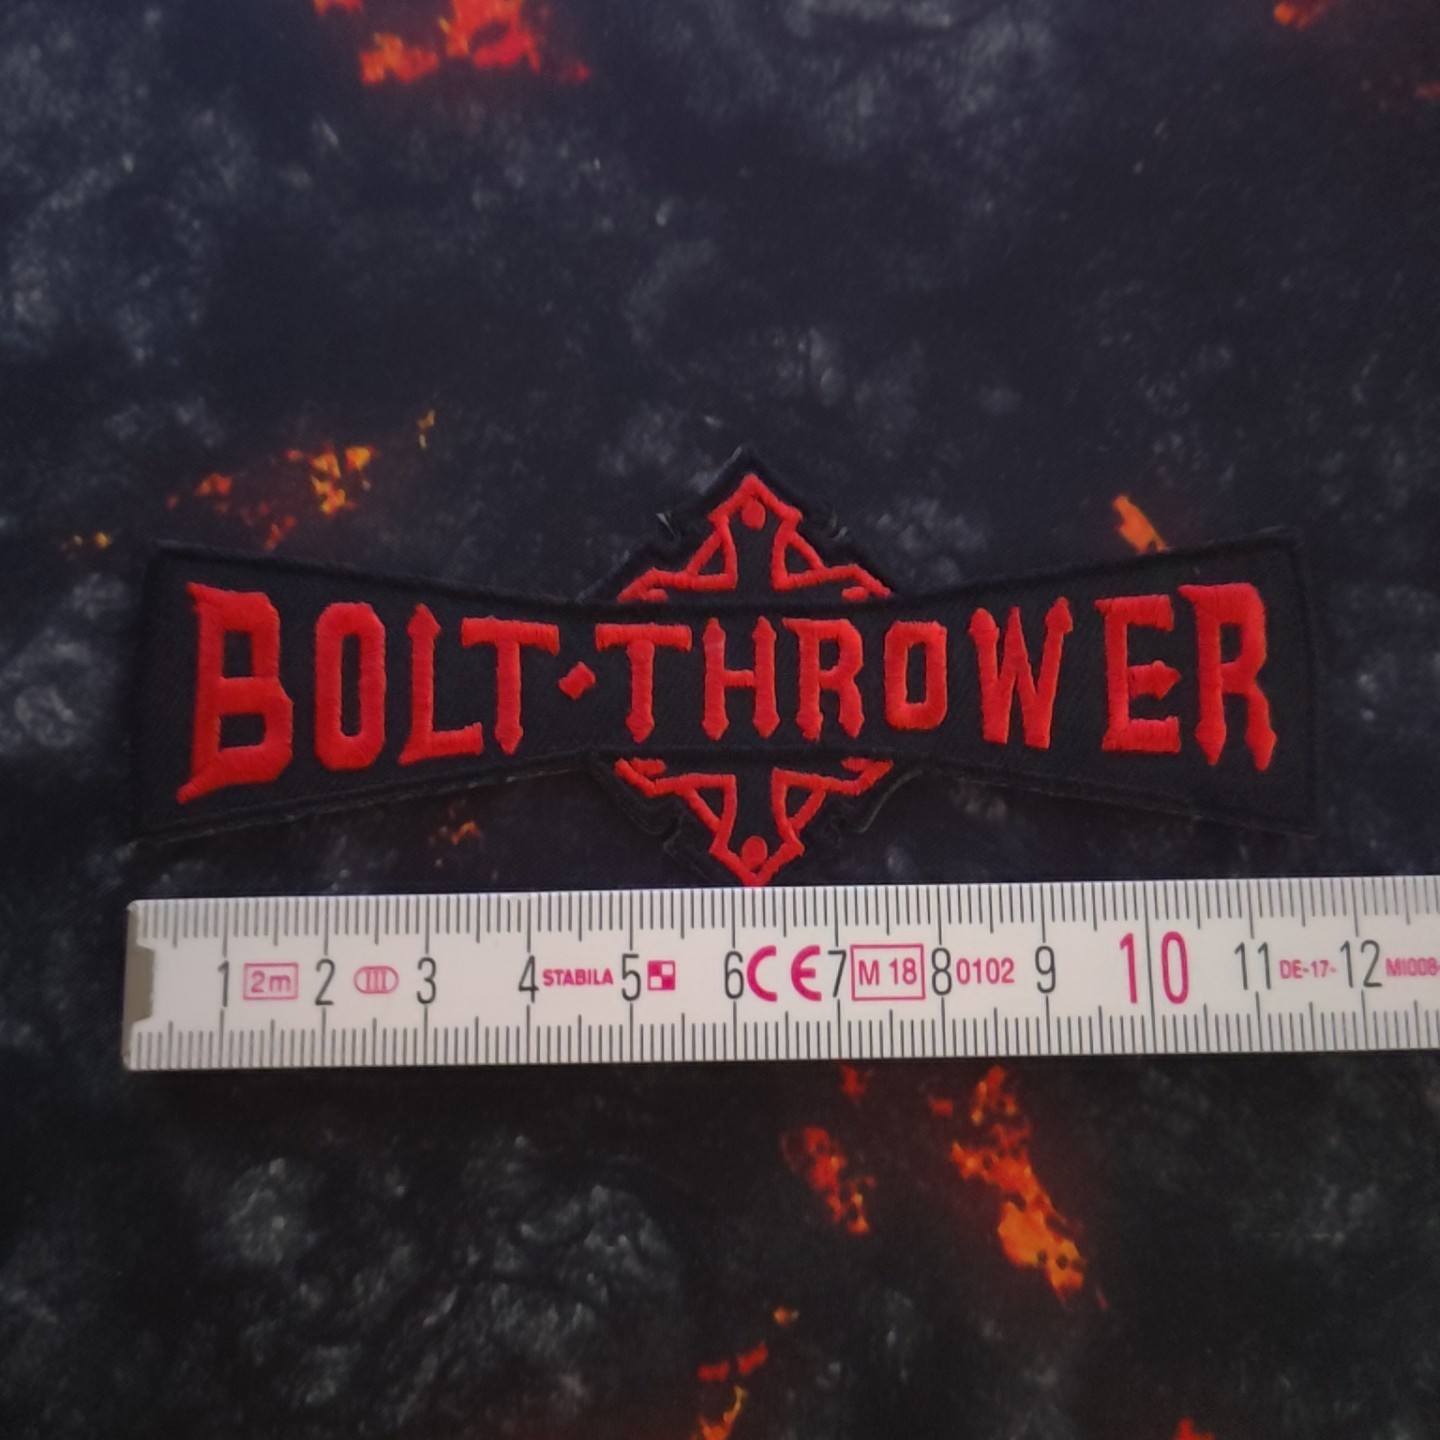 BOLT·THROWER
1 2m 2 III 3 4 STABILA 5 6 CE 7 M 18 8 0102 9 10 11 DE-17- 12 MI008-